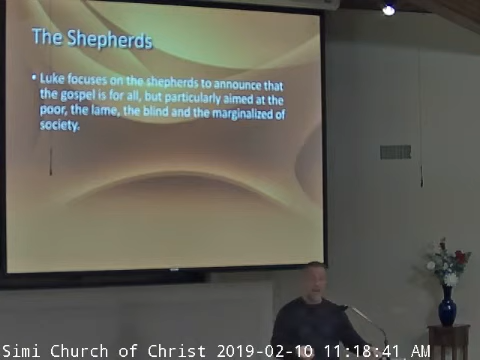 The Shepherds
• Luke focuses on the shepherds to announce that
the gospel is for all, but particularly aimed at the
poor, the lame, the blind and the marginalized of
society.
Simi Church of Christ 2019-02-10 11:18:41 AM